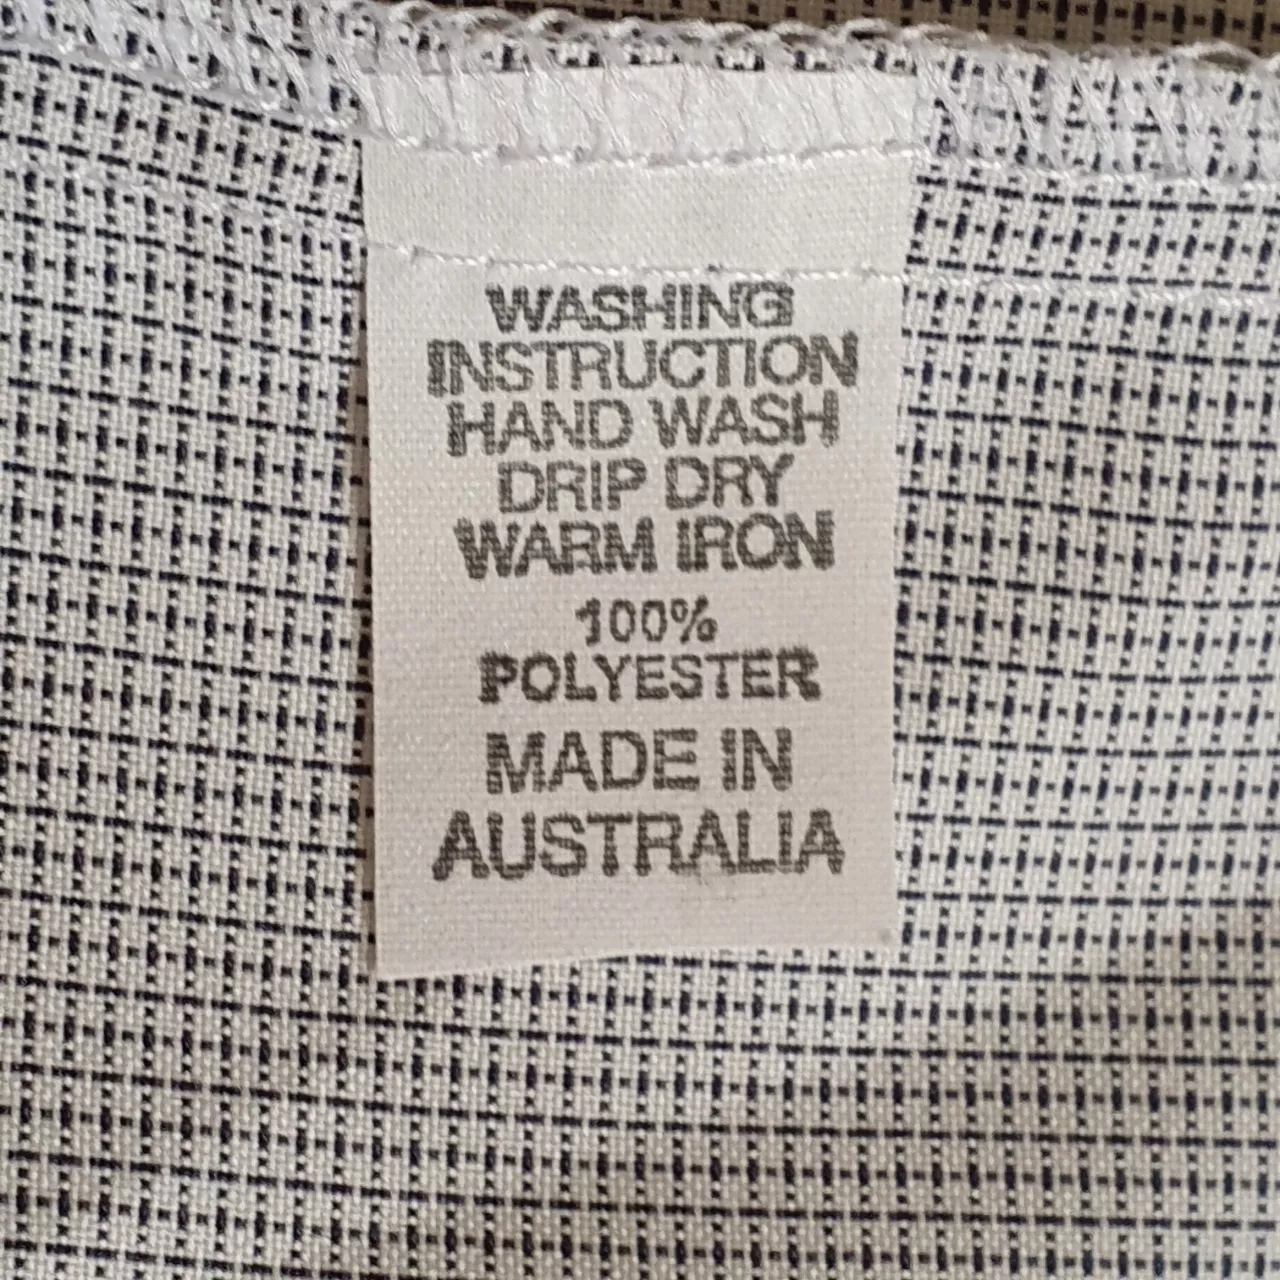 WASHING
INSTRUCTION
HAND WASH
DRIP DRY
WARM IRON
100%
POLYESTER
MADE IN
AUSTRALIA